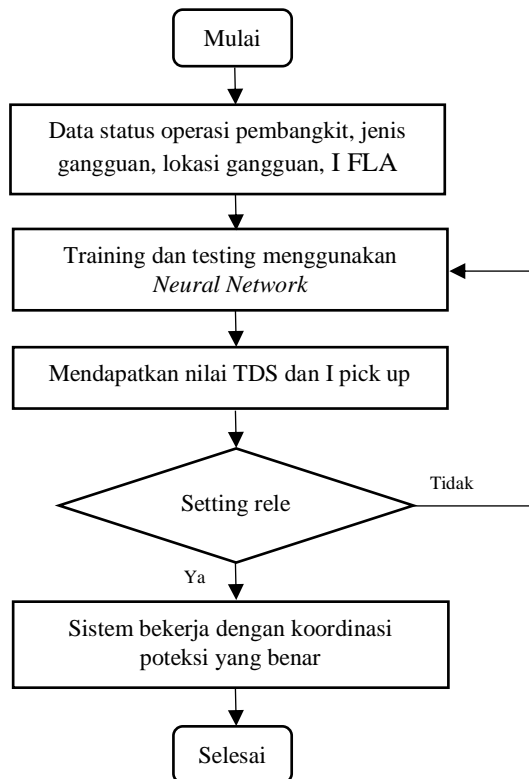 Mulai
Data status operasi pembangkit, jenis
gangguan, lokasi gangguan, I FLA
Training dan testing menggunakan
Neural Network
Mendapatkan nilai TDS dan I pick up
Setting rele
Tidak
Ya
Sistem bekerja dengan koordinasi
poteksi yang benar
Selesai